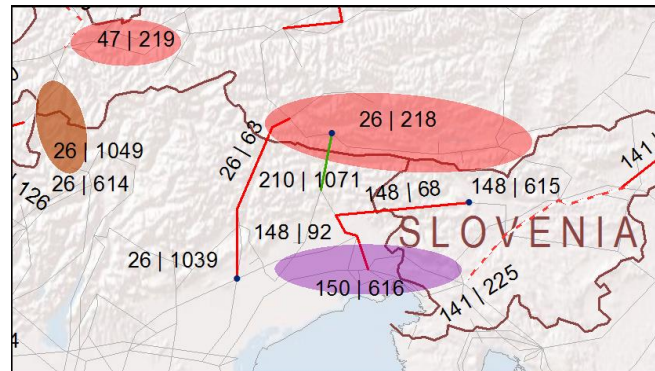 47 | 219
26 | 218
26 | 63
26 | 1049
26 | 614
126
210 | 1071
148 | 68
148 | 615
141 |
148 | 92
SLOVENIA
26 | 1039
150 | 616
141 | 225
4